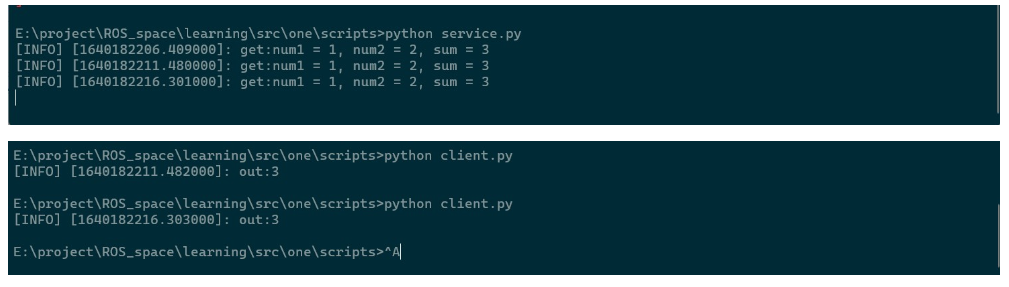 E:\project\ROS_space\learning\src\one\scripts>python service.py
[INFO] [1640182206.409000]: get:num1 = 1, num2 = 2, sum = 3
[INFO] [1640182211.480000]: get:num1 = 1, num2 = 2, sum = 3
[INFO] [1640182216.301000]: get:num1 = 1, num2 = 2, sum = 3
E:\project\ROS_space\learning\src\one\scripts>python client.py
[INFO] [1640182211.482000]: out:3
E:\project\ROS_space\learning\src\one\scripts>python client.py
[INFO] [1640182216.303000]: out:3
E:\project\ROS_space\learning\src\one\scripts>^A